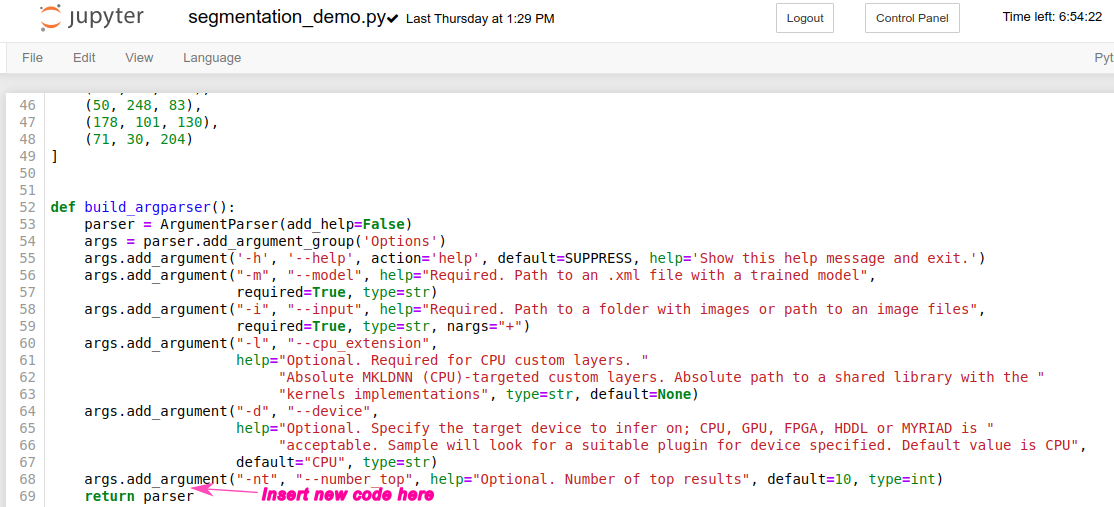 jupyter segmentation_demo.py Last Thursday at 1:29 PM Logout Control Panel Time left: 6:54:22
File Edit View Language Pyt
46     (50, 248, 83),
47     (178, 101, 130),
48     (71, 30, 204)
49 ]
50
51
52 def build_argparser():
53     parser = ArgumentParser(add_help=False)
54     args = parser.add_argument_group('Options')
55     args.add_argument('-h', '--help', action='help', default=SUPPRESS, help='Show this help message and exit.')
56     args.add_argument("-m", "--model", help="Required. Path to an .xml file with a trained model",
57                       required=True, type=str)
58     args.add_argument("-i", "--input", help="Required. Path to a folder with images or path to an image files",
59                       required=True, type=str, nargs="+")
60     args.add_argument("-l", "--cpu_extension",
61                       help="Optional. Required for CPU custom layers. "
62                            "Absolute MKLDNN (CPU)-targeted custom layers. Absolute path to a shared library with the "
63                            "kernels implementations", type=str, default=None)
64     args.add_argument("-d", "--device",
65                       help="Optional. Specify the target device to infer on; CPU, GPU, FPGA, HDDL or MYRIAD is "
66                            "acceptable. Sample will look for a suitable plugin for device specified. Default value is CPU",
67                       default="CPU", type=str)
68     args.add_argument("-nt", "--number_top", help="Optional. Number of top results", default=10, type=int)
69     return parser
Insert new code here